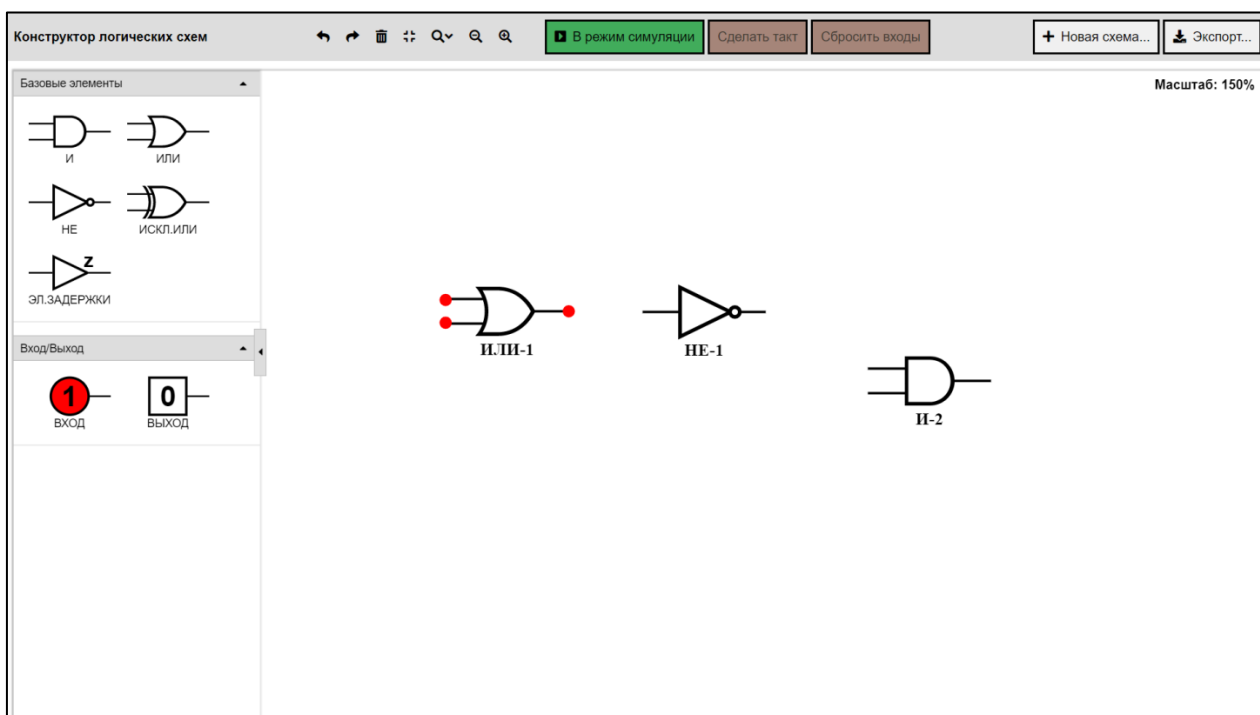 Конструктор логических схем
В режим симуляции
Сделать такт
Сбросить входы
Новая схема...
Экспорт...
Базовые элементы
Масштаб: 150%
И
ИЛИ
НЕ
ИСКЛ.ИЛИ
Z
ЭЛ.ЗАДЕРЖКИ
ИЛИ-1
НЕ-1
Вход/Выход
1
0
ВХОД
ВЫХОД
И-2